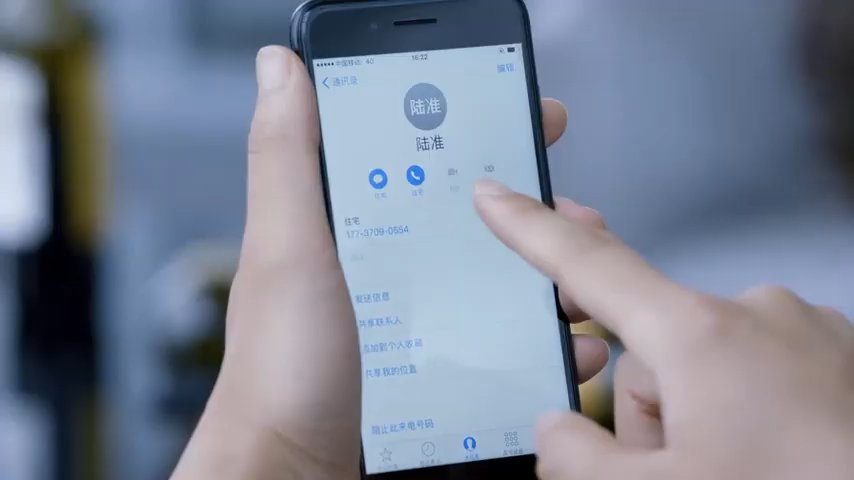 中国移动 4G 16:22
通讯录 编辑
陆准
陆准
住宅
177-3709-0554
发送信息
共享联系人
添加到个人收藏
共享我的位置
阻止此来电号码